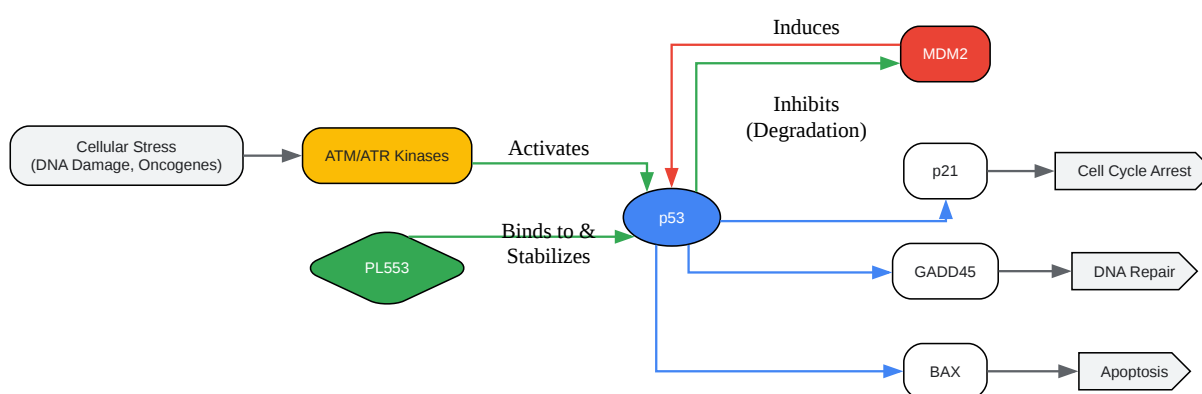 Induces
MDM2
Inhibits
(Degradation)
Cellular Stress
(DNA Damage, Oncogenes)
ATM/ATR Kinases
Activates
p53
p21
Cell Cycle Arrest
Binds to &
Stabilizes
PL553
GADD45
DNA Repair
BAX
Apoptosis